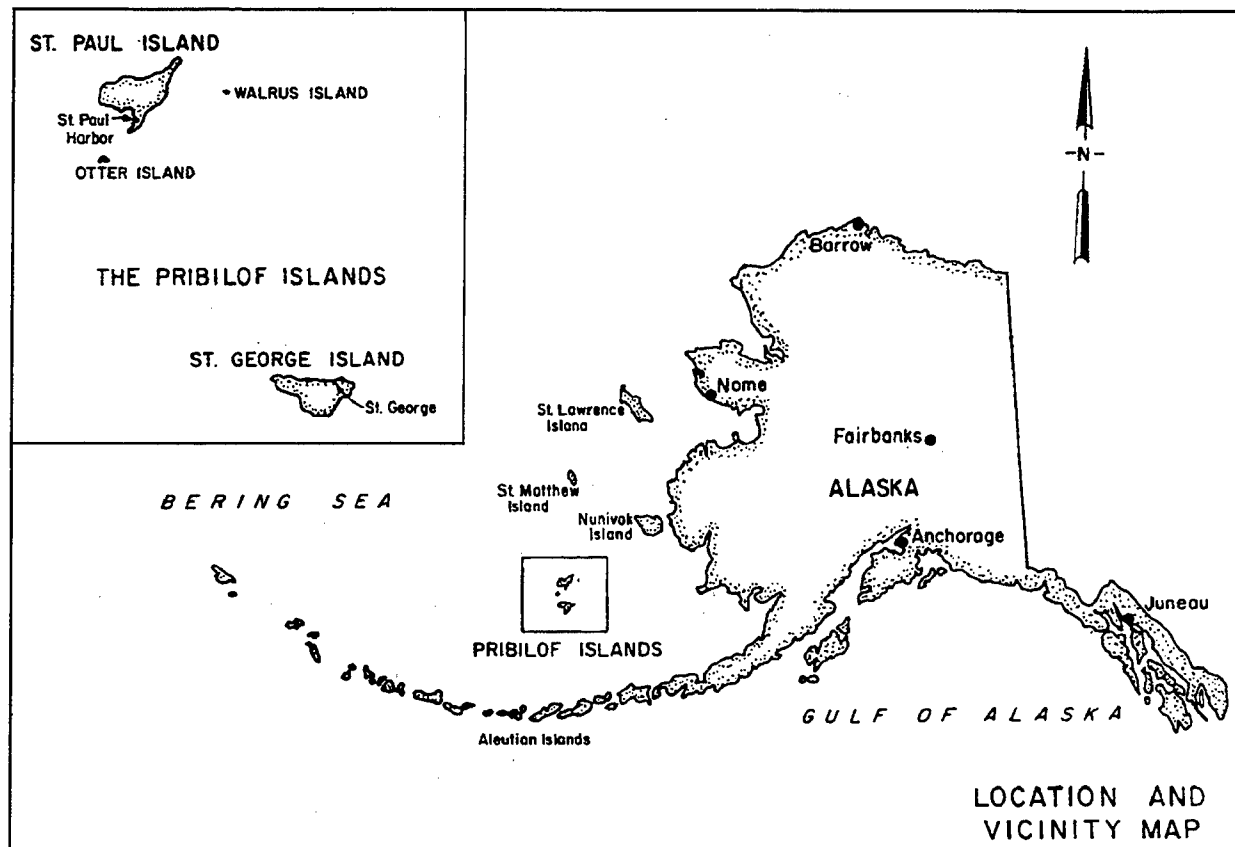 ST. PAUL ISLAND
WALRUS ISLAND
St. Paul
Harbor
OTTER ISLAND
THE PRIBILOF ISLANDS
ST. GEORGE ISLAND
St. George
-N-
Barrow
Nome
St. Lawrence
Island
Fairbanks
ALASKA
BERING SEA
St. Matthew
Island
Nunivak
Island
Anchorage
PRIBILOF ISLANDS
Juneau
GULF OF ALASKA
Aleutian Islands
LOCATION AND
VICINITY MAP